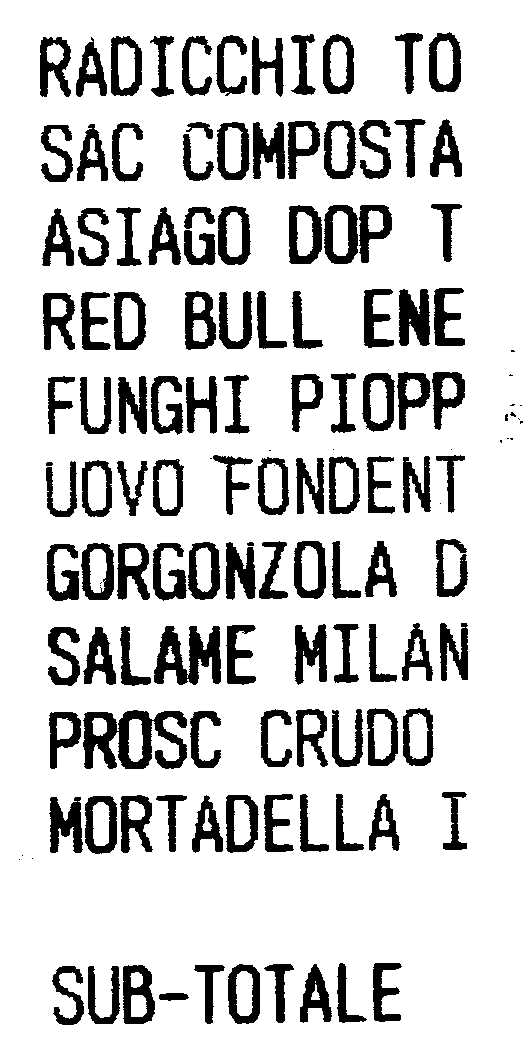 RADICCHIO TO
SAC COMPOSTA
ASIAGO DOP T
RED BULL ENE
FUNGHI PIOPP
UOVO FONDENT
GORGONZOLA D
SALAME MILAN
PROSC CRUDO
MORTADELLA I
SUB-TOTALE